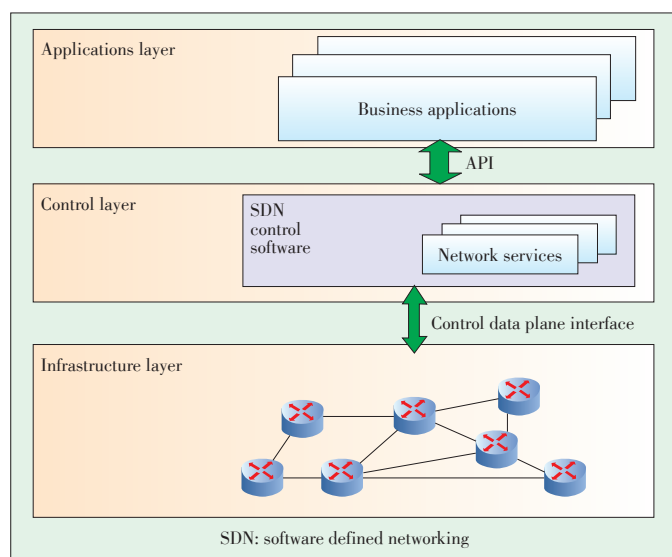 Applications layer
Business applications
API
Control layer
SDN
control
software
Network services
Control data plane interface
Infrastructure layer
SDN: software defined networking